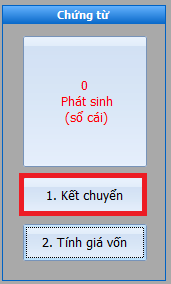 Chứng từ
0
Phát sinh
(sổ cái)
1. Kết chuyển
2. Tính giá vốn